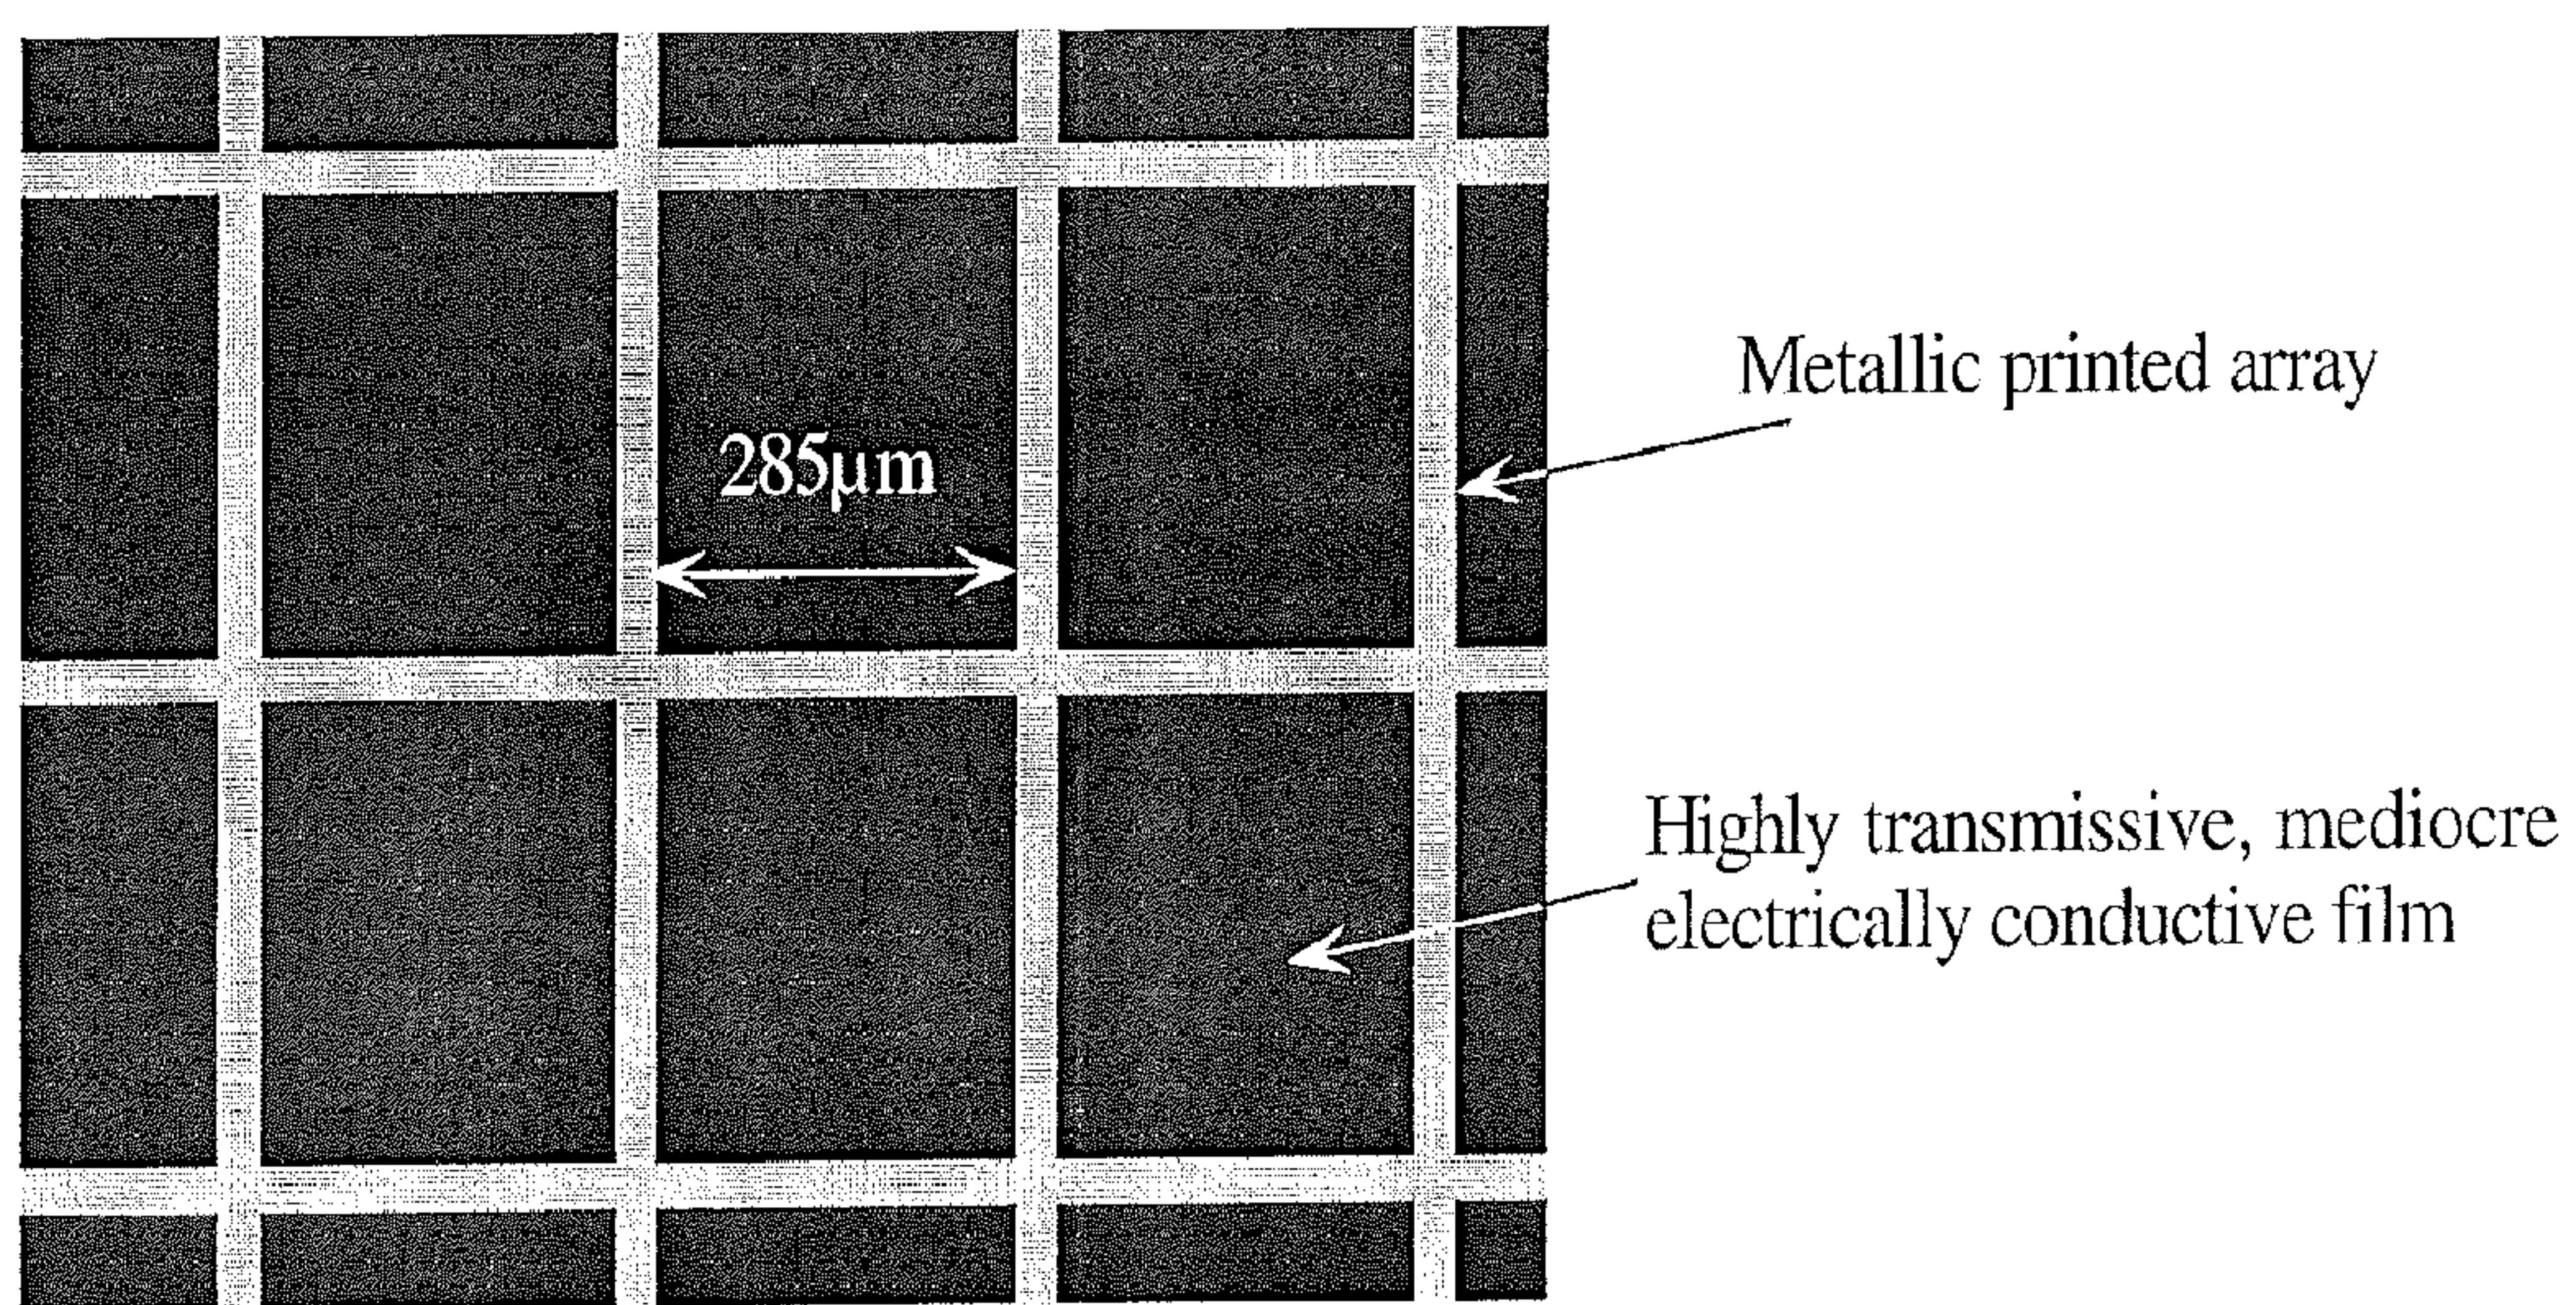 Metallic printed array
285μm
Highly transmissive, mediocre
electrically conductive film